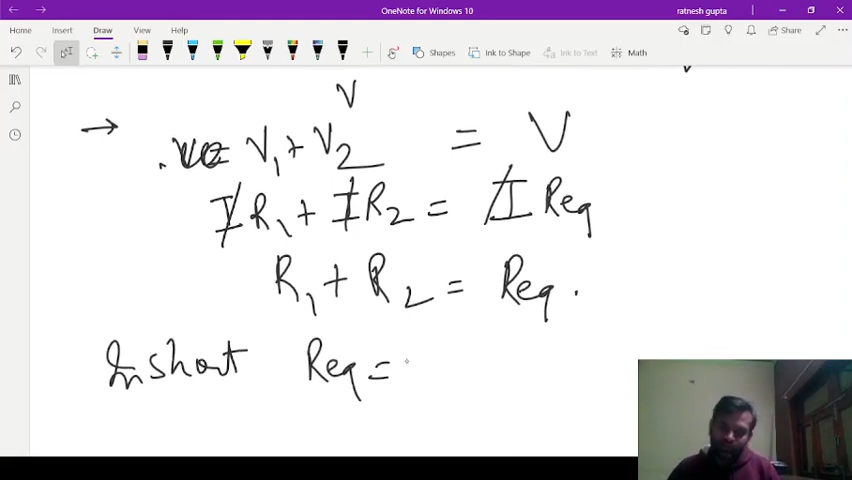 OneNote for Windows 10
ratnesh gupta
Home Insert Draw View Help
Share
Shapes Ink to Shape Ink to Text Math
V
→ V₁ + V₂ = V
IR₁ + IR₂ = IReq
R₁ + R₂ = Req.
In short Req =